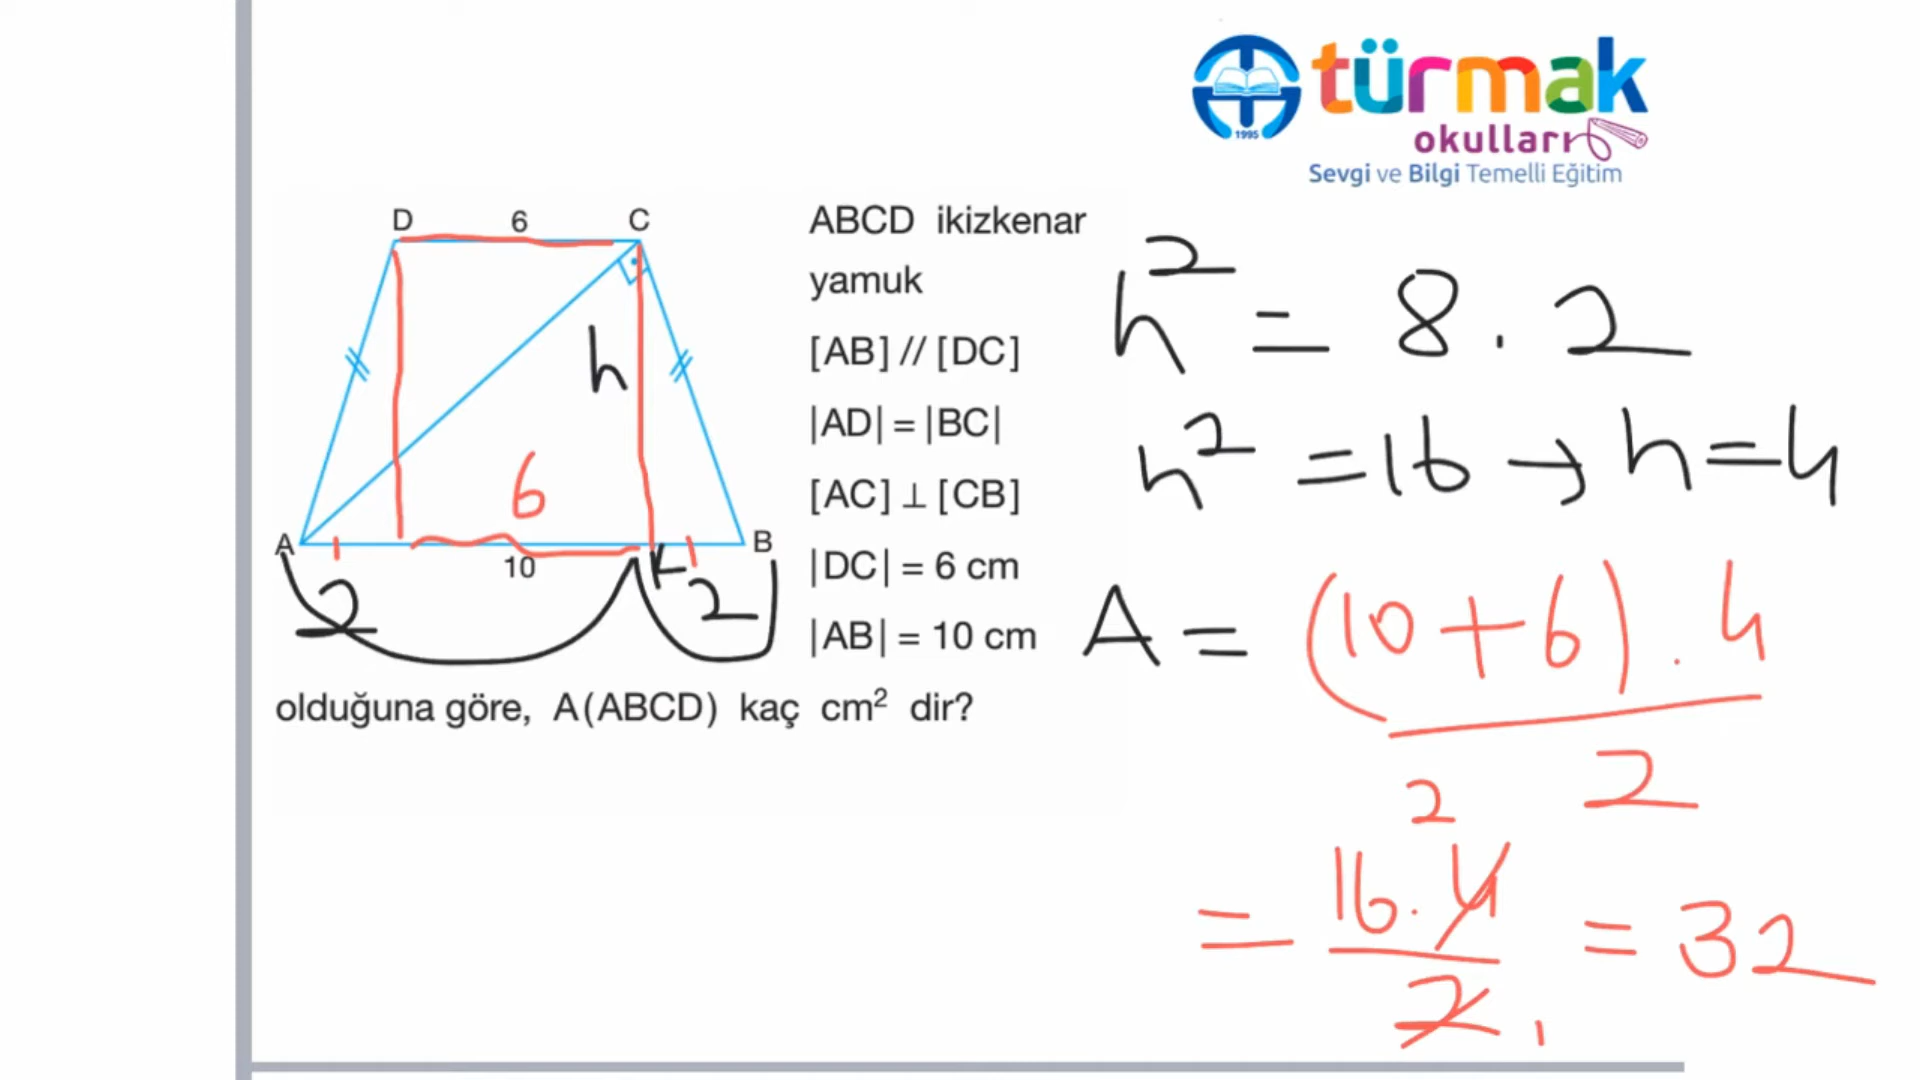 1995
türmak
okulları
Sevgi ve Bilgi Temelli Eğitim
D 6 C
h
6
A B
10
2 2
ABCD ikizkenar
yamuk
[AB] // [DC]
|AD| = |BC|
[AC] ⊥ [CB]
|DC| = 6 cm
|AB| = 10 cm
olduğuna göre, A(ABCD) kaç cm² dir?
h² = 8 . 2
h² = 16 → h = 4
A = (10 + 6) . 4
2
2
= 16 . 4 = 32
2 1